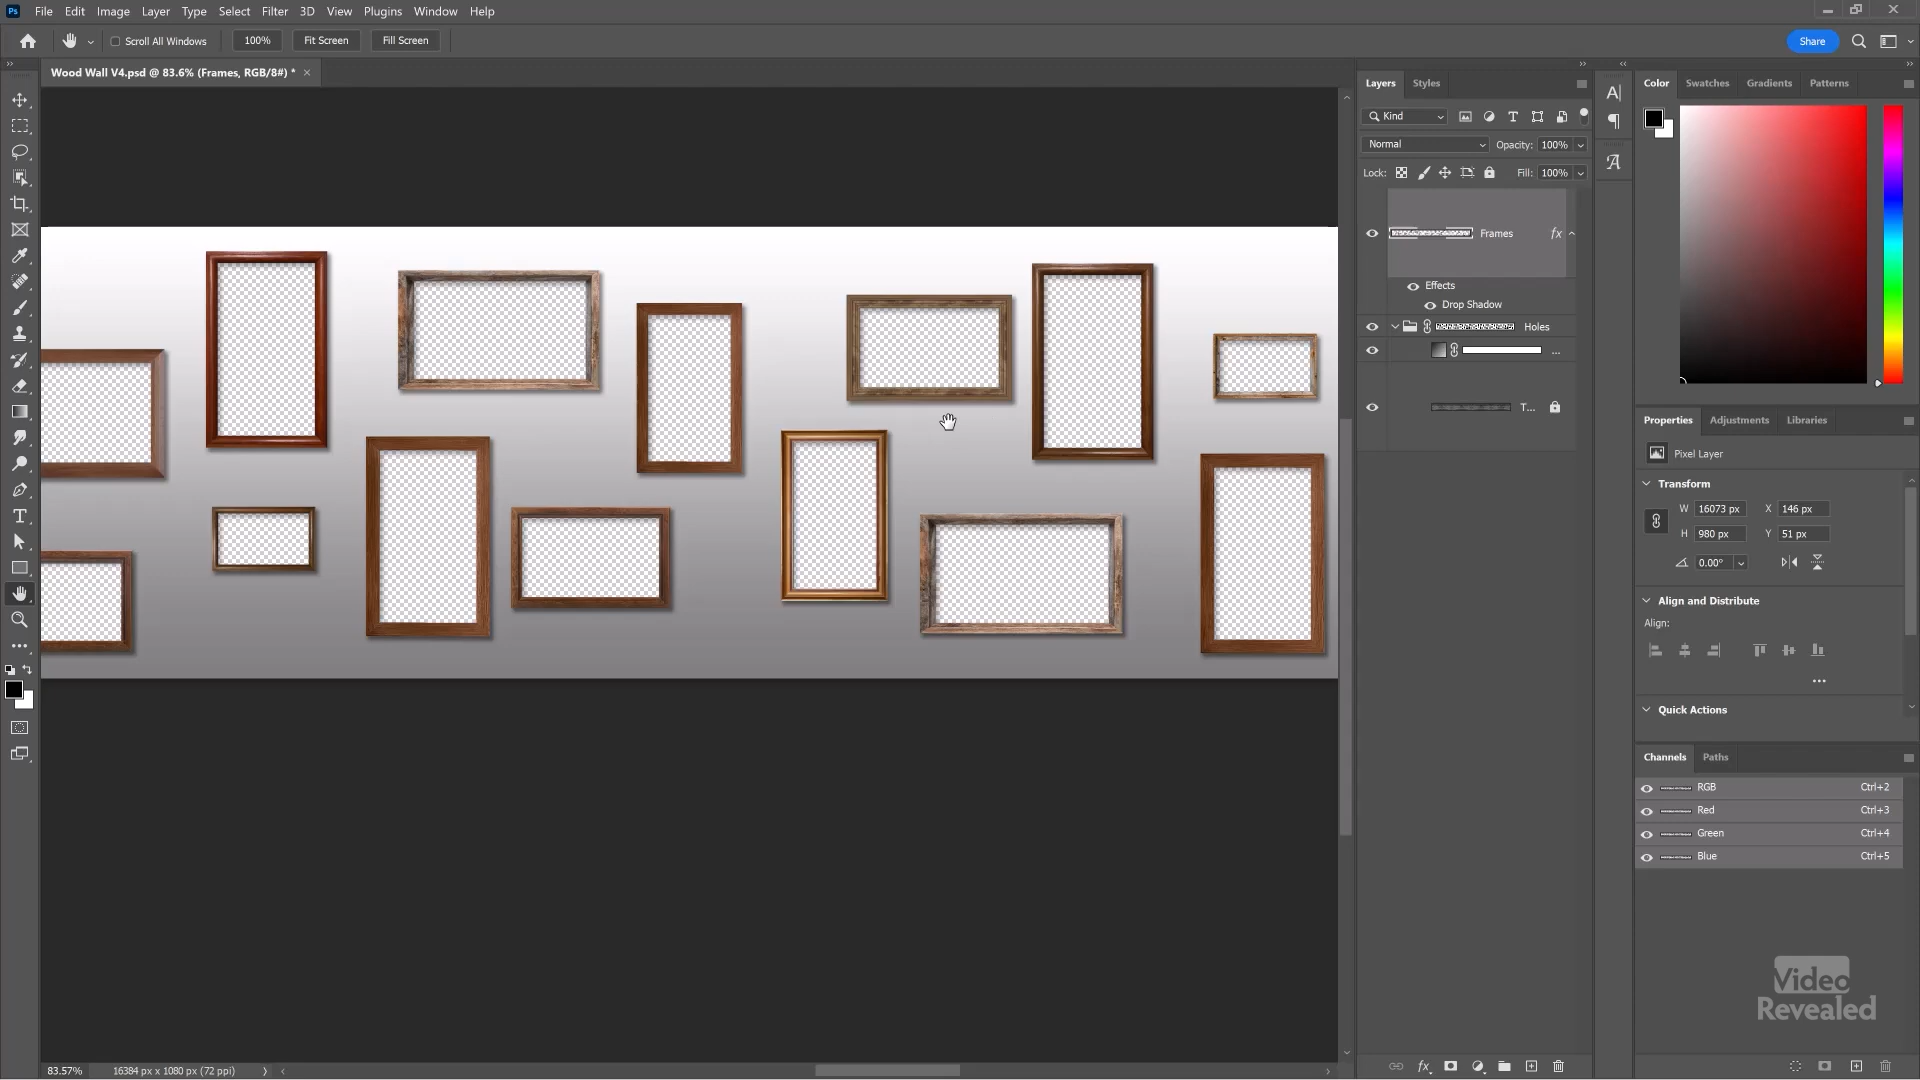 Ps File Edit Image Layer Type Select Filter 3D View Plugins Window Help
Scroll All Windows 100% Fit Screen Fill Screen Share
Wood Wall V4.psd @ 83.6% (Frames, RGB/8#) * ×
Layers Styles
Kind
Normal Opacity: 100%
Lock: Fill: 100%
Frames fx
Effects
Drop Shadow
Holes
...
T...
Color Swatches Gradients Patterns
Properties Adjustments Libraries
Pixel Layer
Transform
W 16073 px X 146 px
H 980 px Y 51 px
0.00°
Align and Distribute
Align:
...
Quick Actions
Channels Paths
RGB Ctrl+2
Red Ctrl+3
Green Ctrl+4
Blue Ctrl+5
Video
Revealed
83.57% 16384 px x 1080 px (72 ppi)
fx